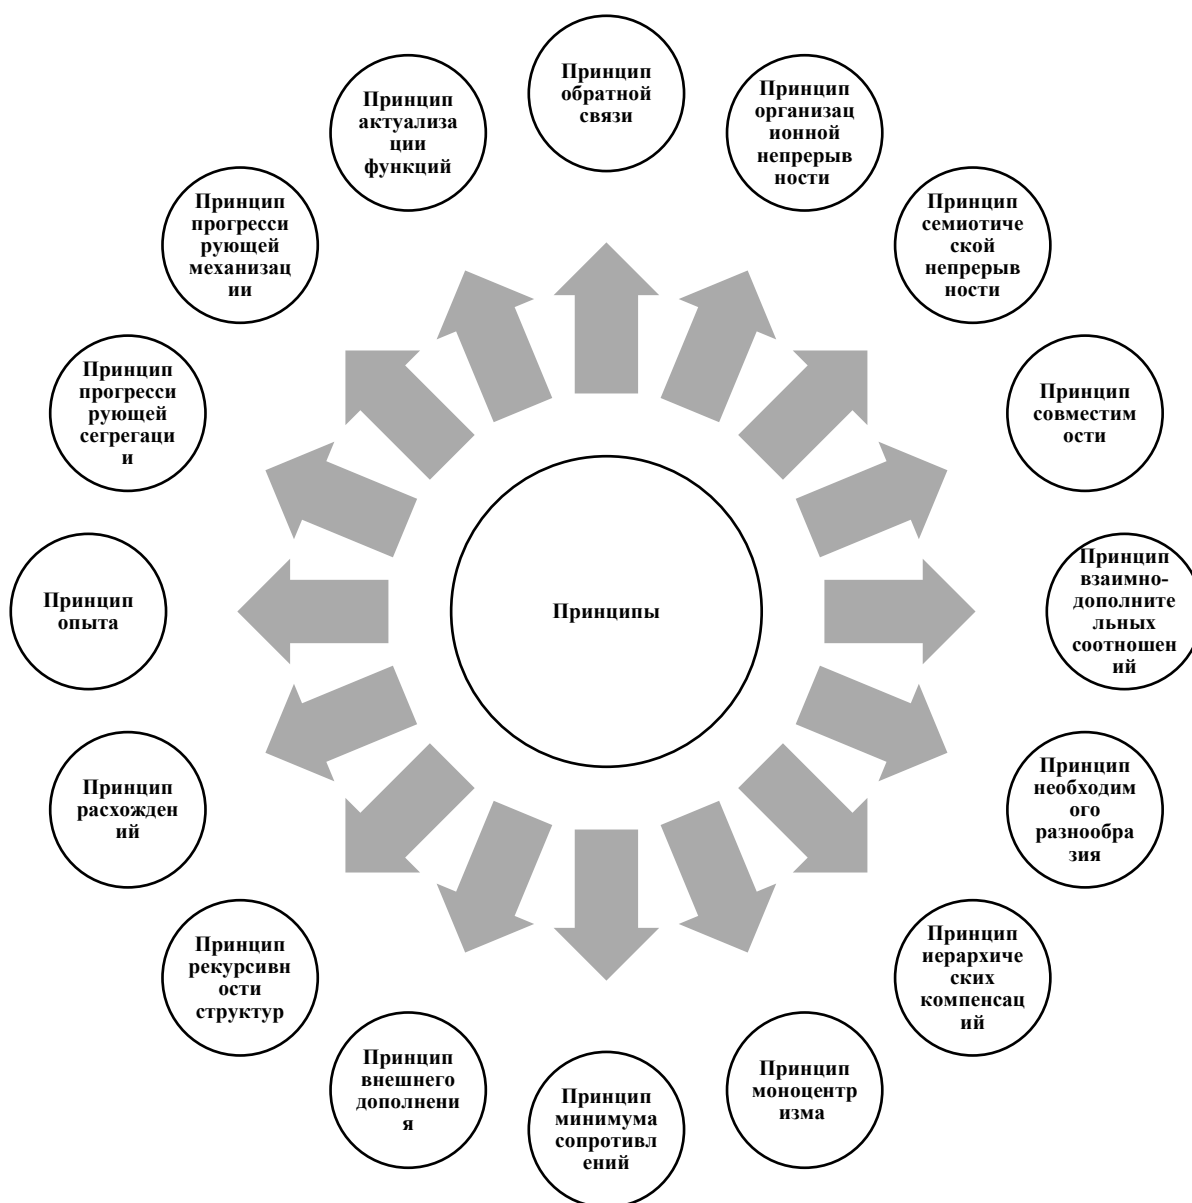 Принцип
обратной
связи
Принцип
организац
ионной
непрерыв
ности
Принцип
семиотиче
ской
непрерыв
ности
Принцип
совместим
ости
Принцип
взаимно-
дополните
льных
соотношен
ий
Принцип
необходим
ого
разнообра
зия
Принцип
иерархиче
ских
компенсац
ий
Принцип
моноцентр
изма
Принцип
минимума
сопротивл
ений
Принцип
внешнего
дополнени
я
Принцип
рекурсивн
ости
структур
Принцип
расхожден
ий
Принцип
опыта
Принцип
прогресси
рующей
сегрегаци
и
Принцип
прогресси
рующей
механизац
ии
Принцип
актуализа
ции
функций
Принципы